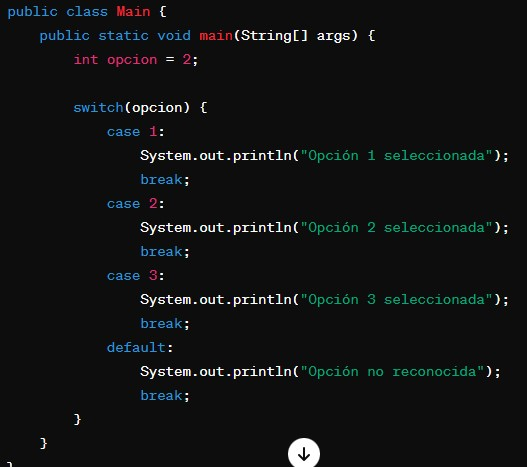 public class Main {
    public static void main(String[] args) {
        int opcion = 2;
        switch(opcion) {
            case 1:
                System.out.println("Opción 1 seleccionada");
                break;
            case 2:
                System.out.println("Opción 2 seleccionada");
                break;
            case 3:
                System.out.println("Opción 3 seleccionada");
                break;
            default:
                System.out.println("Opción no reconocida");
                break;
        }
    }
}